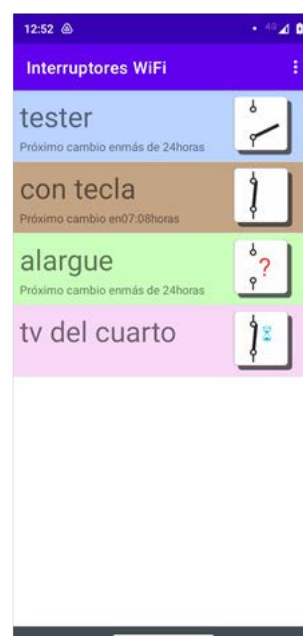 12:52
4G
Interruptores WiFi
tester
Próximo cambio enmás de 24horas
con tecla
Próximo cambio en07:08horas
alargue
Próximo cambio enmás de 24horas
?
tv del cuarto